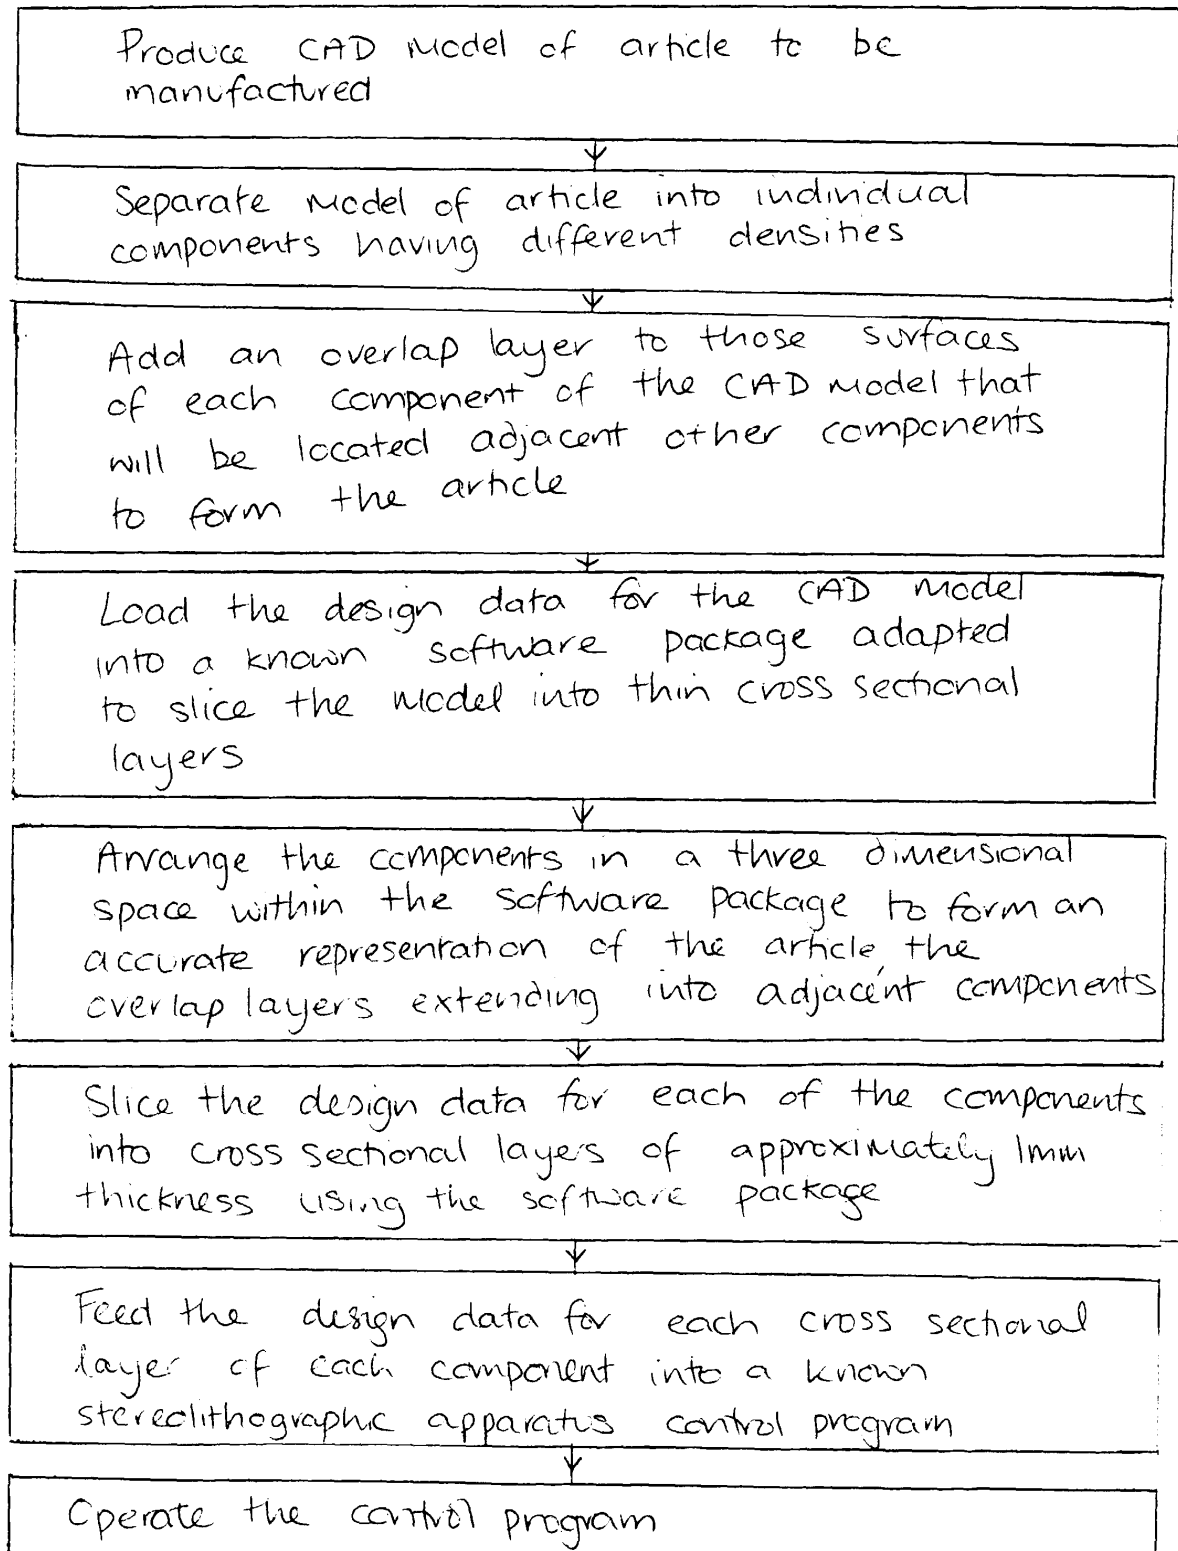 Produce CAD Model of article to be
manufactured
Separate model of article into individual
components having different densities
Add an overlap layer to those surfaces
of each component of the CAD model that
will be located adjacent other components
to form the article
Load the design data for the CAD model
into a known software package adapted
to slice the model into thin cross sectional
layers
Arrange the components in a three dimensional
space within the software package to form an
accurate representation of the article, the
overlap layers extending into adjacent components
Slice the design data for each of the components
into cross sectional layes of approximately 1mm
thickness using the software package
Feed the design data for each cross sectional
layer of each component into a known
stereolithographic apparatus control program
Operate the control program